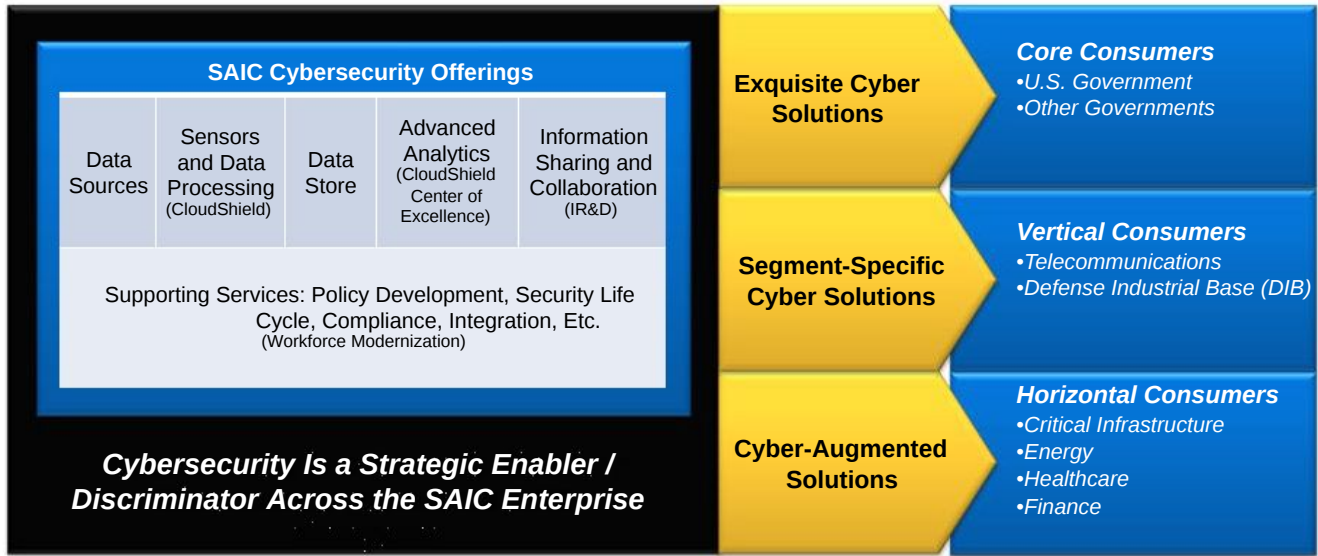 SAIC Cybersecurity Offerings
Data
Sources
Sensors
and Data
Processing
(CloudShield)
Data
Store
Advanced
Analytics
(CloudShield
Center of
Excellence)
Information
Sharing and
Collaboration
(IR&D)
Supporting Services: Policy Development, Security Life
Cycle, Compliance, Integration, Etc.
(Workforce Modernization)
Cybersecurity Is a Strategic Enabler /
Discriminator Across the SAIC Enterprise
Exquisite Cyber
Solutions
Core Consumers
•U.S. Government
•Other Governments
Segment-Specific
Cyber Solutions
Vertical Consumers
•Telecommunications
•Defense Industrial Base (DIB)
Cyber-Augmented
Solutions
Horizontal Consumers
•Critical Infrastructure
•Energy
•Healthcare
•Finance